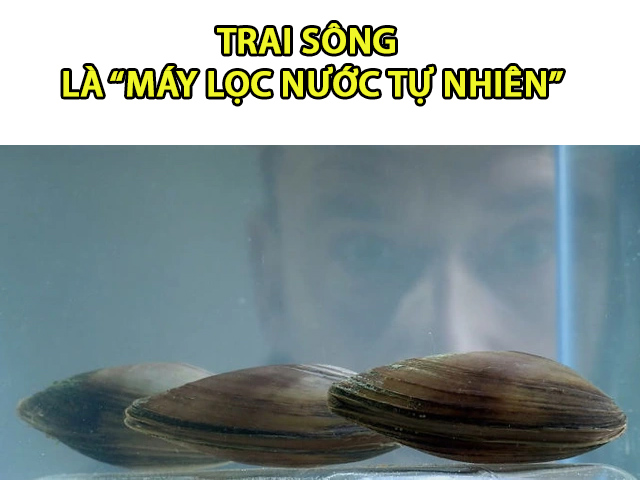 TRAI SÔNG
LÀ “MÁY LỌC NƯỚC TỰ NHIÊN”